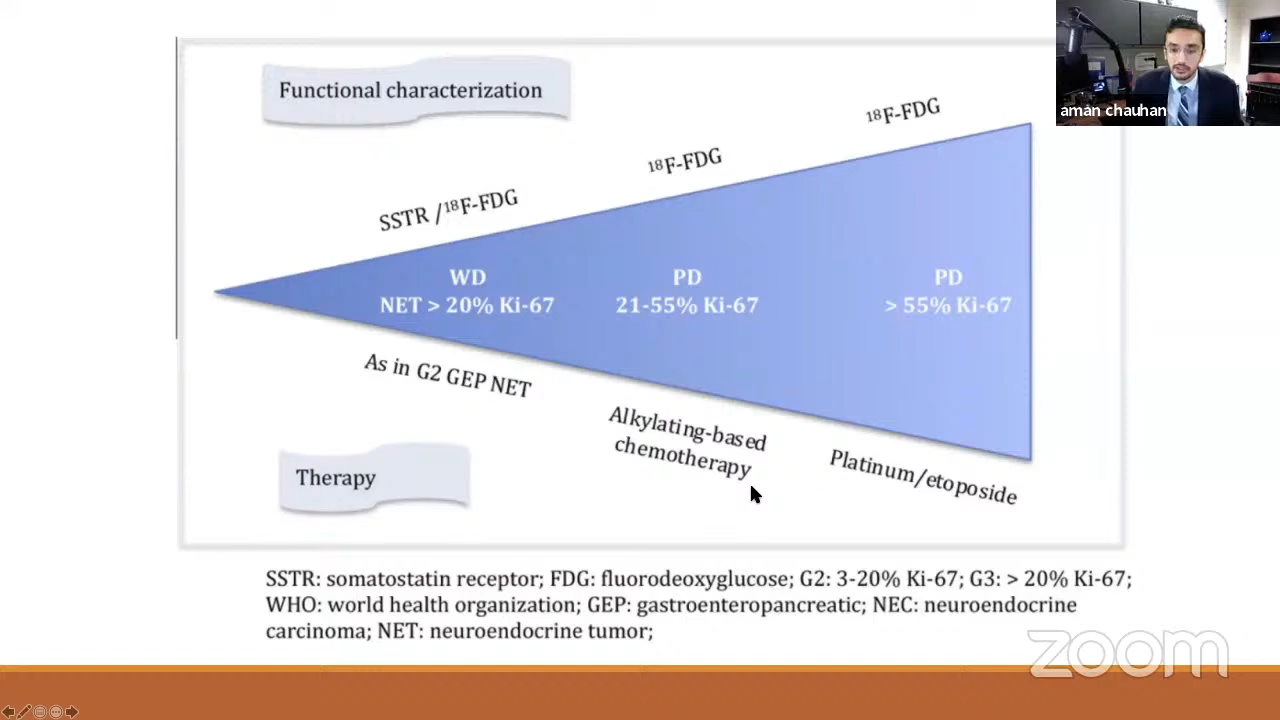 Functional characterization
aman chauhan
SSTR /¹⁸F-FDG
¹⁸F-FDG
¹⁸F-FDG
WD
NET > 20% Ki-67
PD
21-55% Ki-67
PD
> 55% Ki-67
As in G2 GEP NET
Alkylating-based
chemotherapy
Platinum/etoposide
Therapy
SSTR: somatostatin receptor; FDG: fluorodeoxyglucose; G2: 3-20% Ki-67; G3: > 20% Ki-67;
WHO: world health organization; GEP: gastroenteropancreatic; NEC: neuroendocrine
carcinoma; NET: neuroendocrine tumor;
zoom